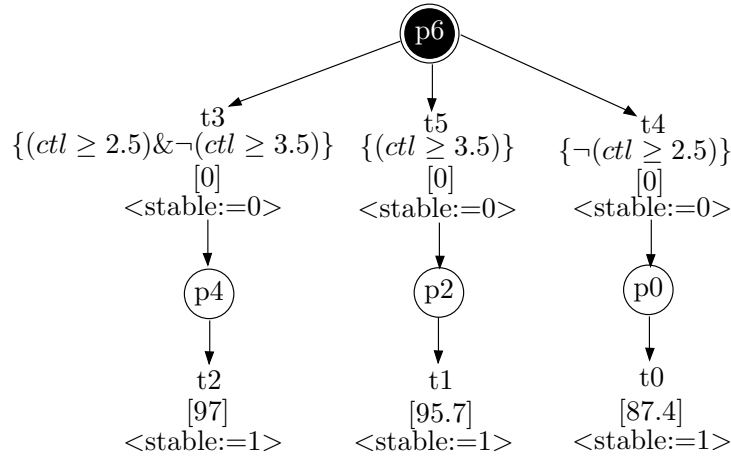 p6
t3 t5 t4
{(ctl ≥ 2.5)&¬(ctl ≥ 3.5)} {(ctl ≥ 3.5)} {¬(ctl ≥ 2.5)}
[0] [0] [0]
<stable:=0> <stable:=0> <stable:=0>
p4 p2 p0
t2 t1 t0
[97] [95.7] [87.4]
<stable:=1> <stable:=1> <stable:=1>